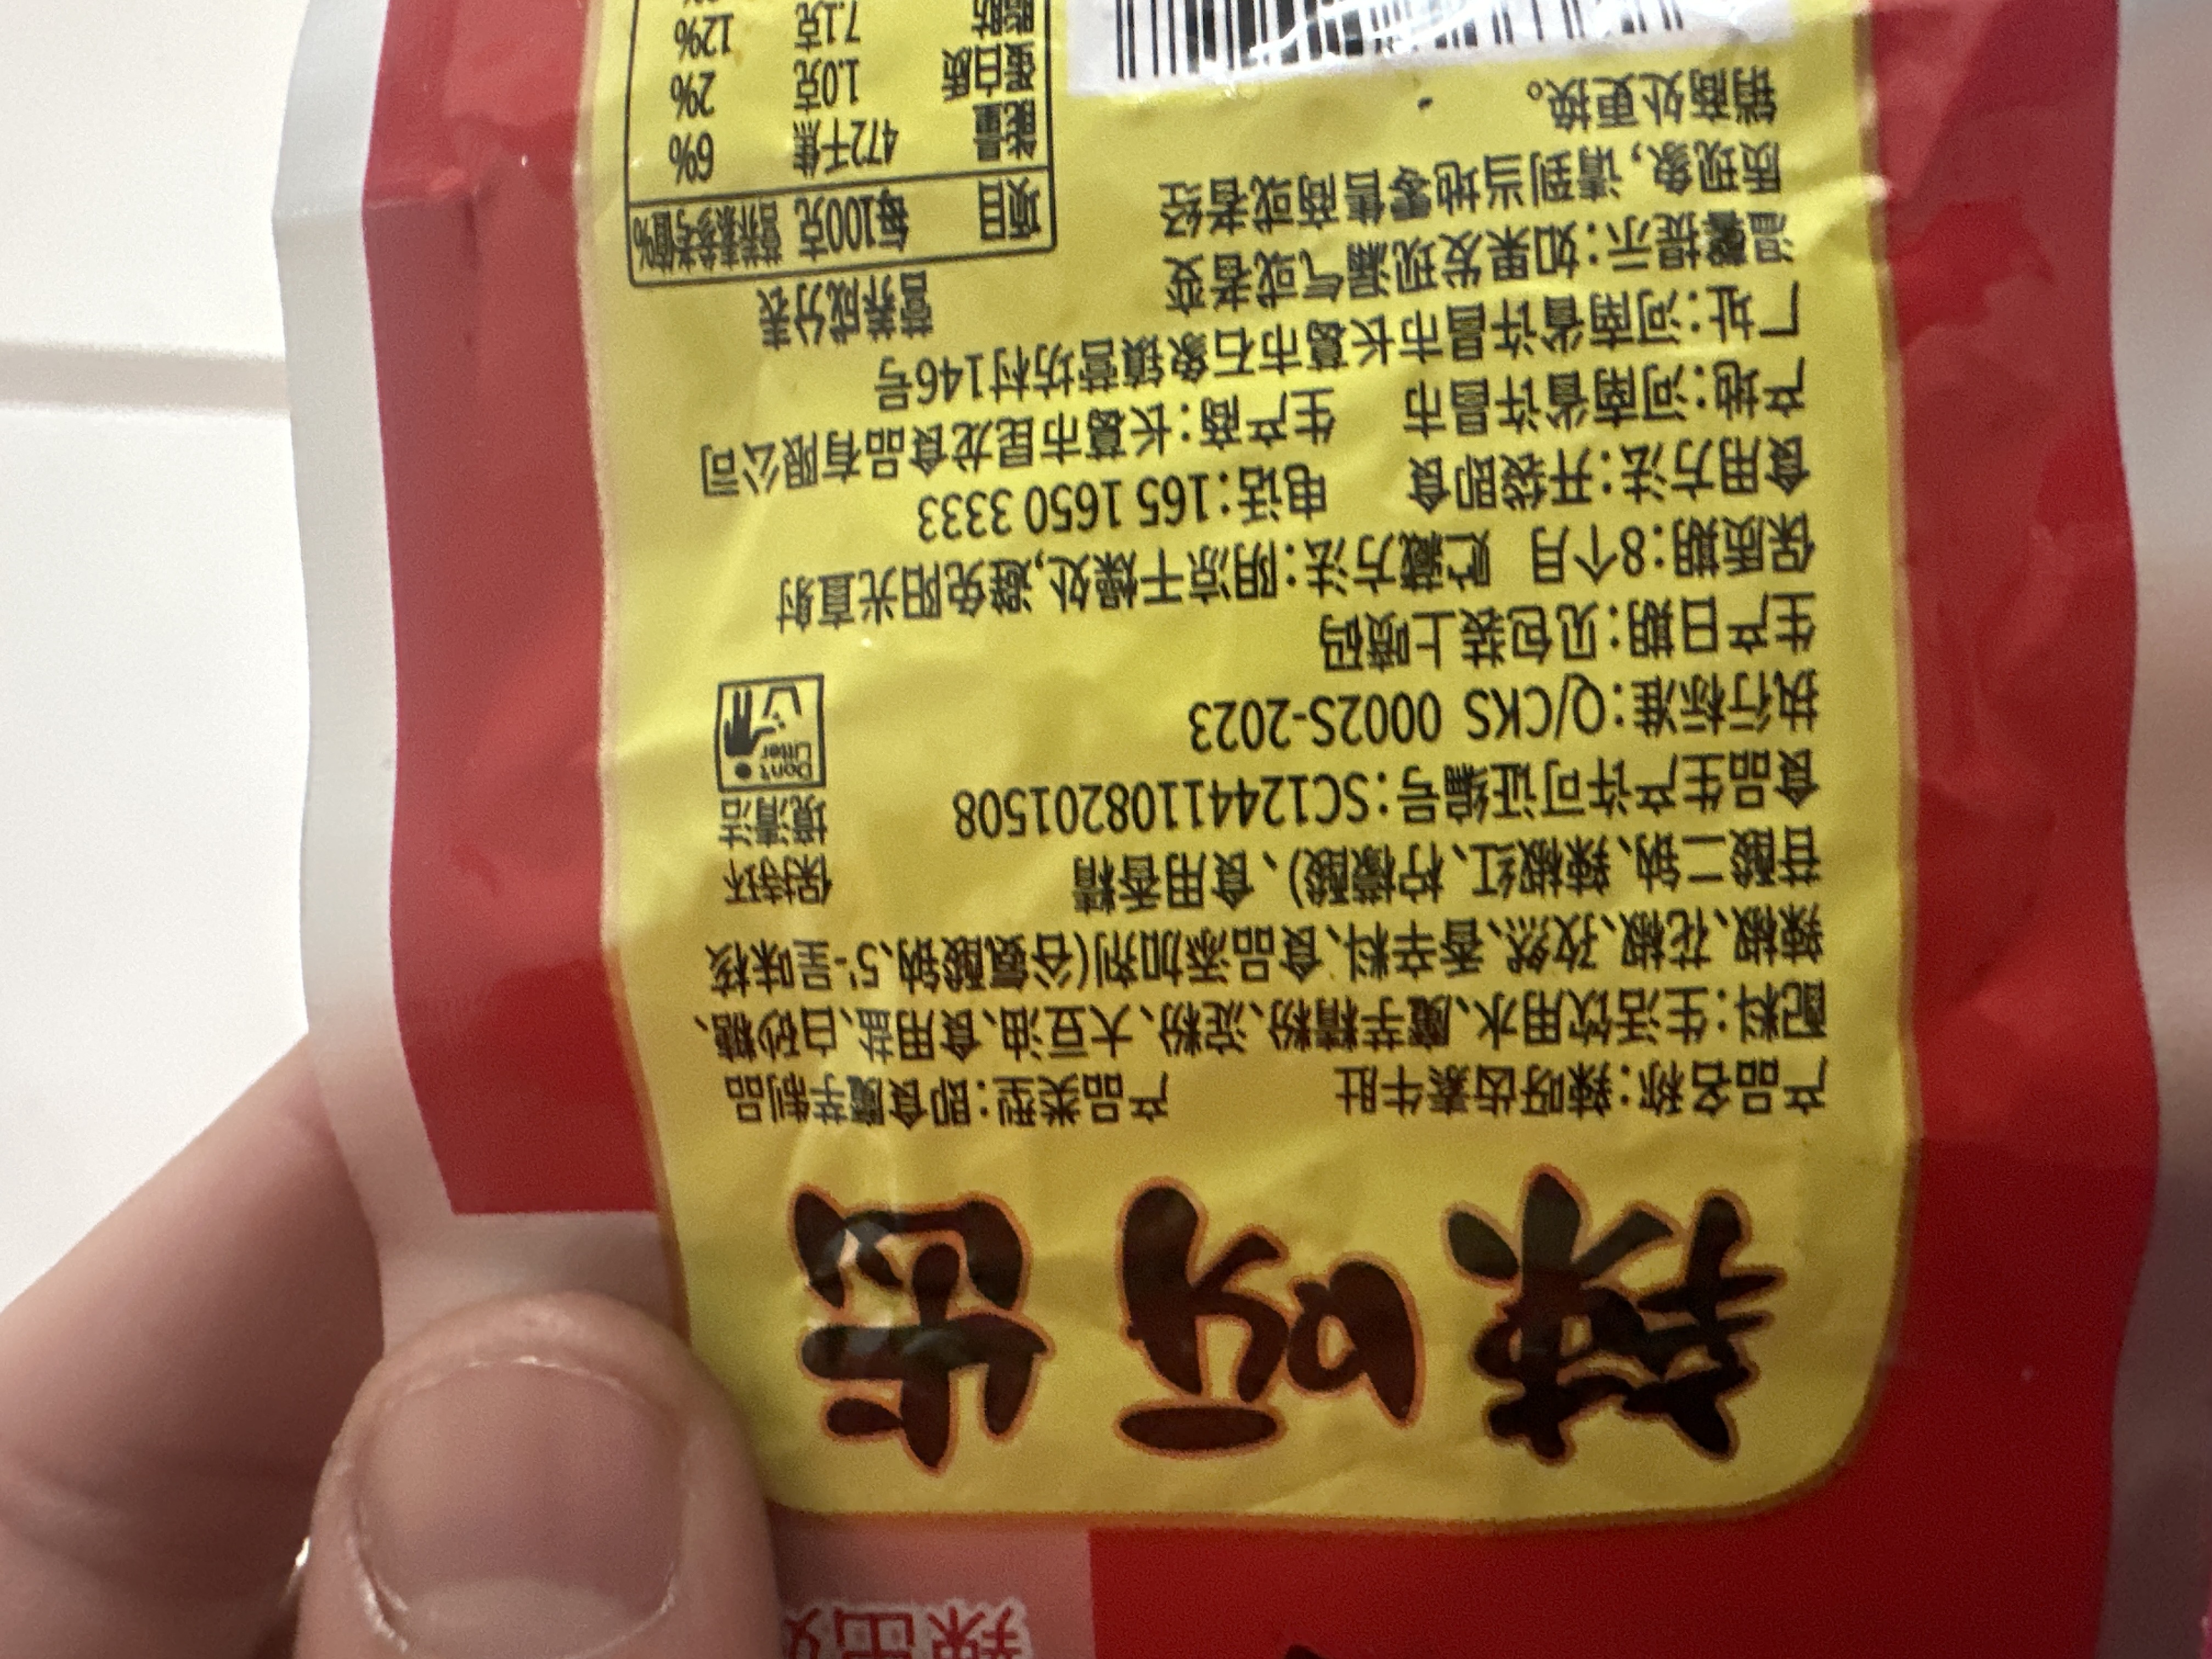 辣出
辣呀齿
产品名称:辣呀齿素牛肚 产品类型:即食魔芋制品
配料:生活饮用水、魔芋精粉、淀粉、大豆油、食用盐、白砂糖、
辣椒、花椒、孜然、香辛料、食品添加剂(谷氨酸钠、5'-呈味核
苷酸二钠、辣椒红、柠檬酸)、食用香精
食品生产许可证编号:SC12441108201508
执行标准:Q/CKS 0002S-2023
生产日期:见包装上喷码
保持环
境清洁
Don't
Litter
保质期:8个月 贮藏方法:阴凉干燥处,避免阳光直射
食用方法:开袋即食 电话:165 1650 3333
产地:河南省许昌市 生产商:长葛市昆龙食品有限公司
厂址:河南省许昌市长葛市石象镇营坊村146号
温馨提示:如果发现漏气或者变
质现象,请到当地零售商或者经
销商处更换。
营养成分表
项目 每100克 营养素参考值%
能量 472千焦 6%
蛋白质 1.0克 2%
脂肪 7.1克 12%